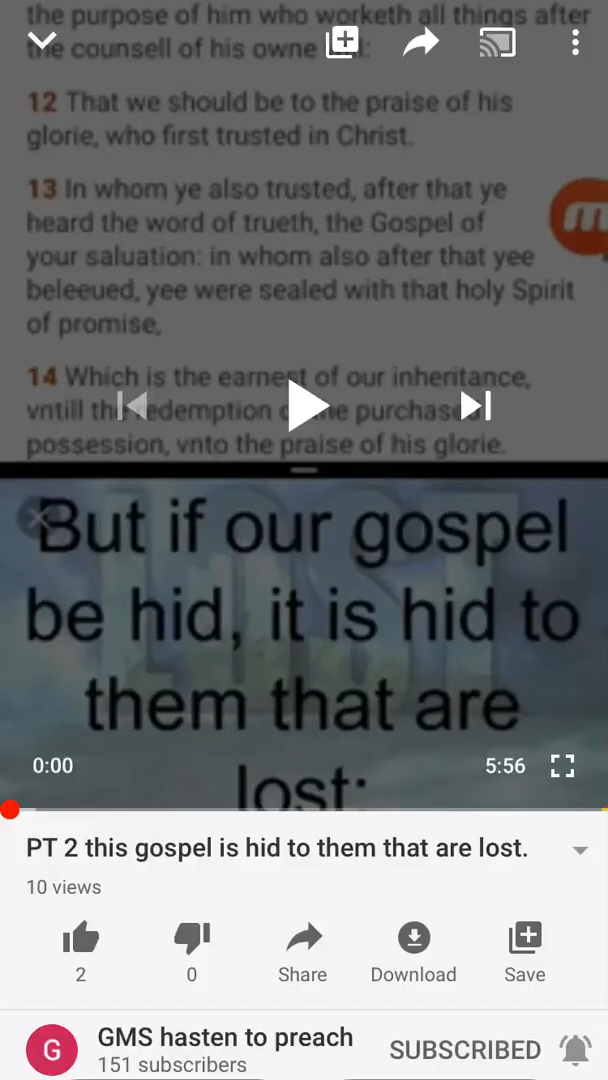 the purpose of him who worketh all things after
the counsell of his owne
12 That we should be to the praise of his
glorie, who first trusted in Christ.
13 In whom ye also trusted, after that ye
heard the word of trueth, the Gospel of
your saluation: in whom also after that yee
beleeued, yee were sealed with that holy Spirit
of promise,
14 Which is the earnest of our inheritance,
vntill the redemption of the purchased
possession, vnto the praise of his glorie.
But if our gospel
be hid, it is hid to
them that are
lost:
0:00
5:56
PT 2 this gospel is hid to them that are lost.
10 views
2
0
Share
Download
Save
G
GMS hasten to preach
151 subscribers
SUBSCRIBED